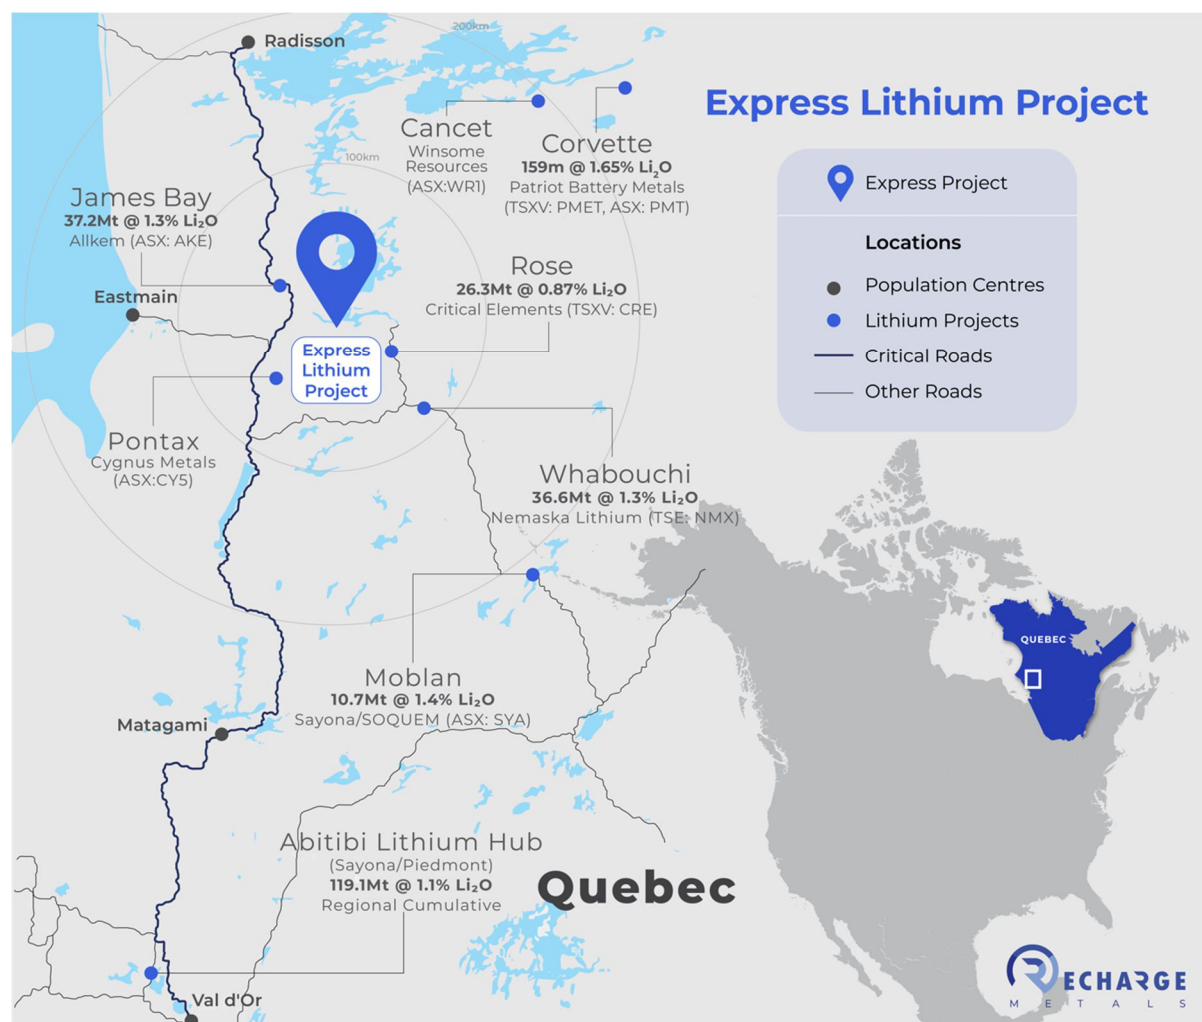 200km
Radisson
Express Lithium Project
Cancet
Winsome
Resources
(ASX:WR1)
Corvette
159m @ 1.65% Li₂O
Patriot Battery Metals
(TSXV: PMET, ASX: PMT)
100km
Express Project
Locations
Population Centres
Lithium Projects
Critical Roads
Other Roads
James Bay
37.2Mt @ 1.3% Li₂O
Allkem (ASX: AKE)
Eastmain
Rose
26.3Mt @ 0.87% Li₂O
Critical Elements (TSXV: CRE)
Express
Lithium
Project
Pontax
Cygnus Metals
(ASX:CY5)
Whabouchi
36.6Mt @ 1.3% Li₂O
Nemaska Lithium (TSE: NMX)
QUEBEC
Moblan
10.7Mt @ 1.4% Li₂O
Sayona/SOQUEM (ASX: SYA)
Matagami
Abitibi Lithium Hub
(Sayona/Piedmont)
119.1Mt @ 1.1% Li₂O
Regional Cumulative
Quebec
Val d'Or
RECHARGE
METALS